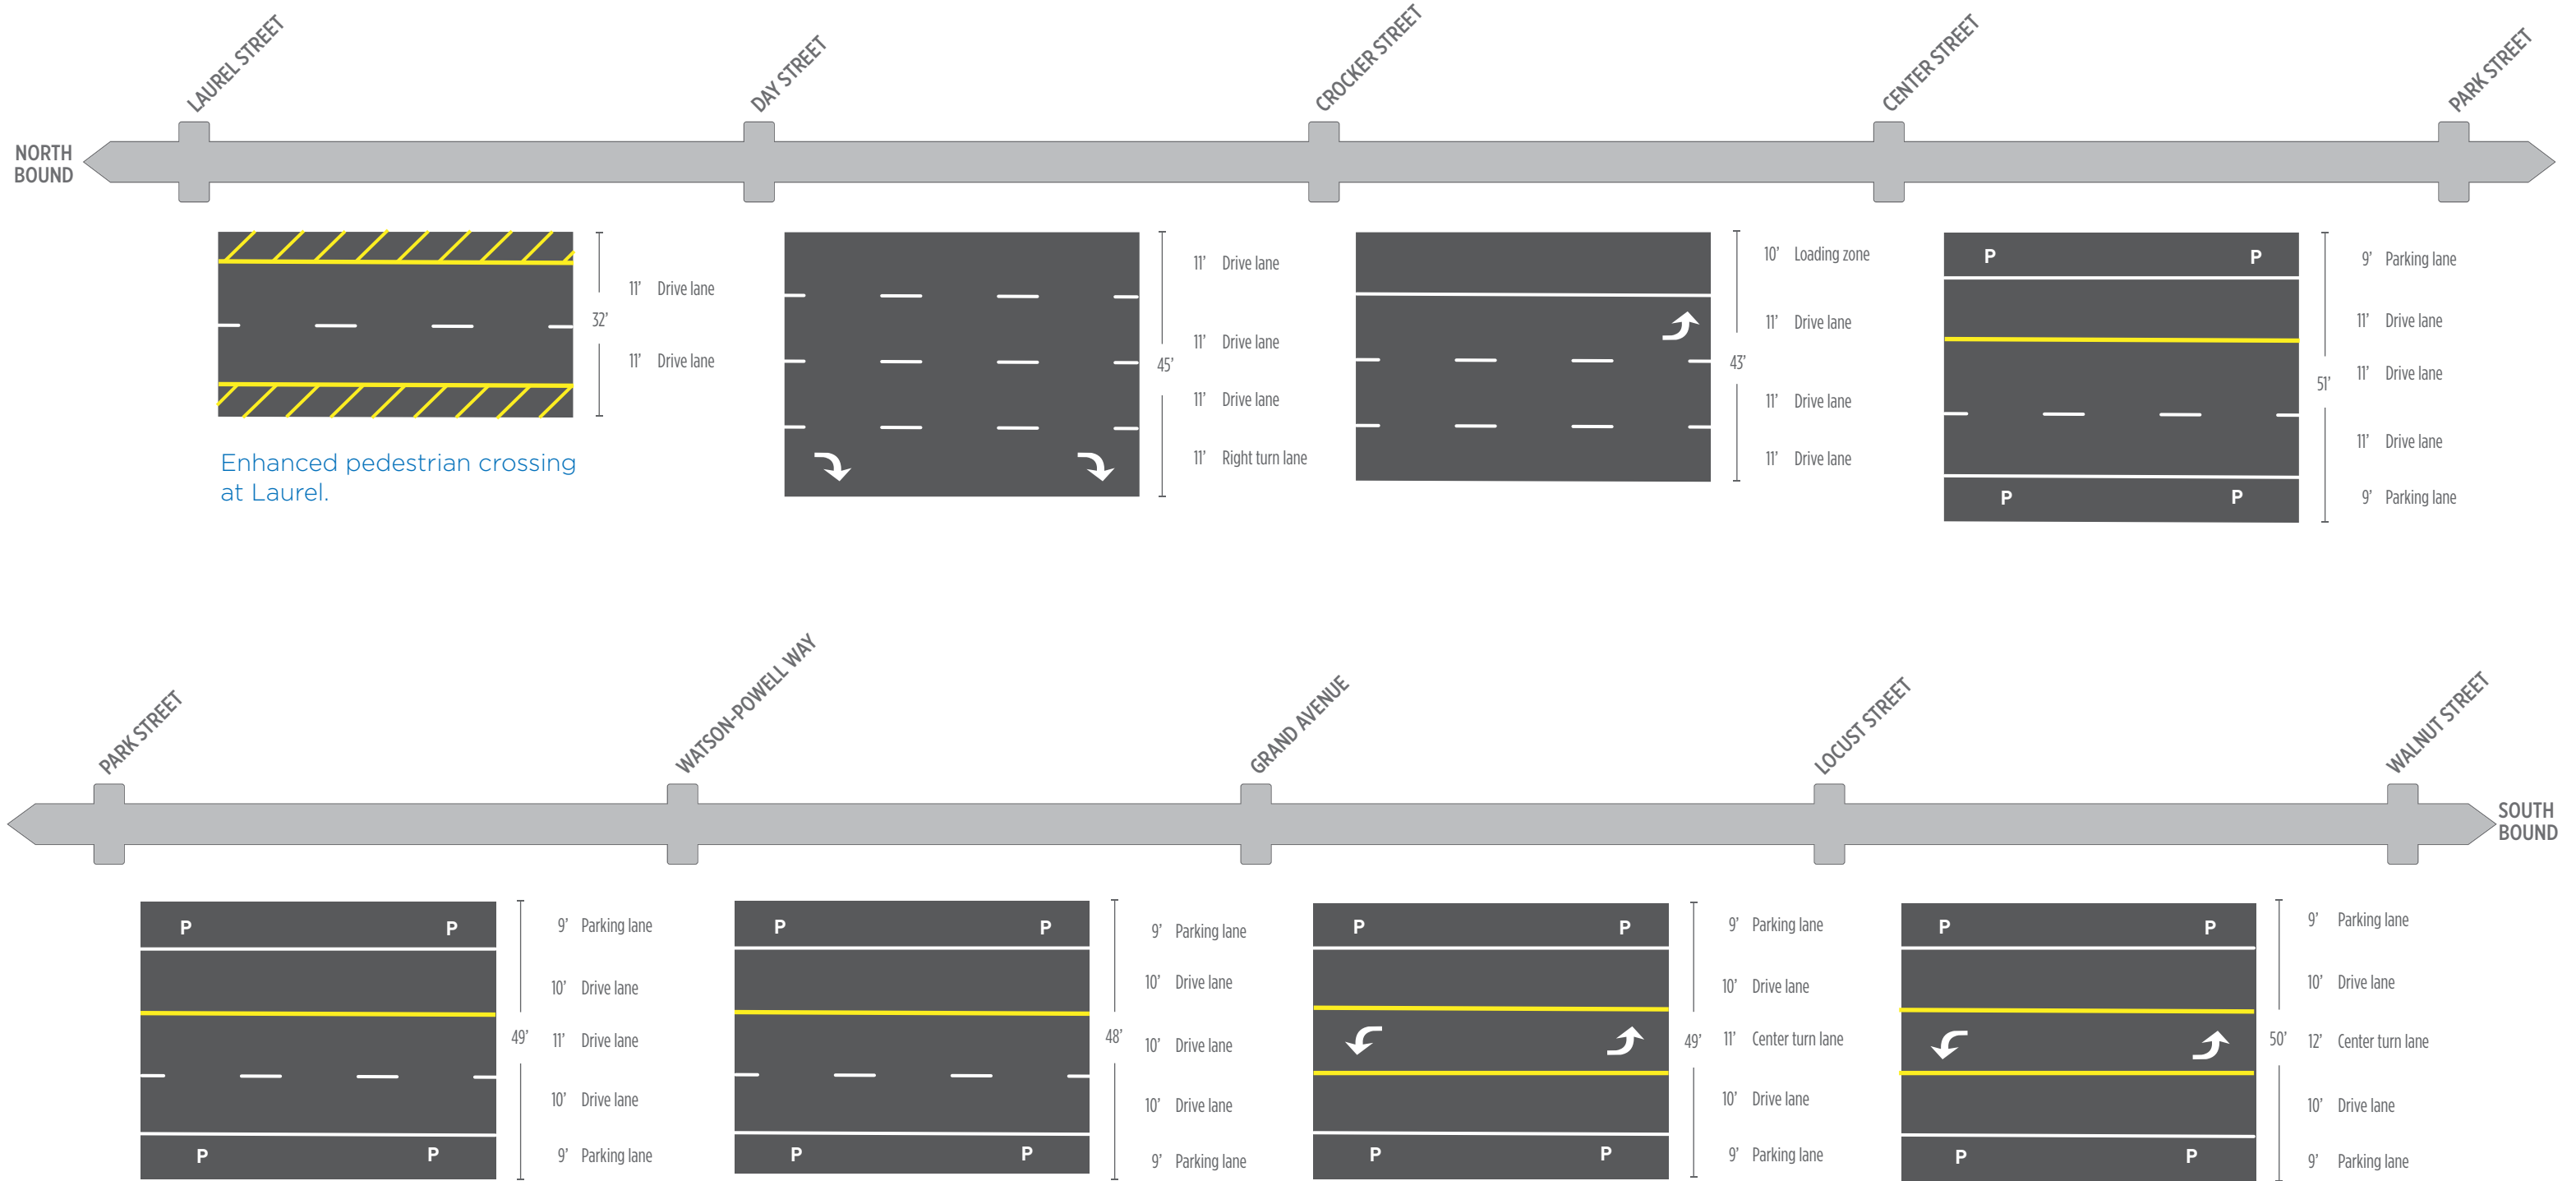 LAUREL STREET
DAY STREET
CROCKER STREET
CENTER STREET
PARK STREET
NORTH
BOUND
11' Drive lane
32'
11' Drive lane
Enhanced pedestrian crossing
at Laurel.
11' Drive lane
11' Drive lane
45'
11' Drive lane
11' Right turn lane
10' Loading zone
11' Drive lane
43'
11' Drive lane
11' Drive lane
P P
9' Parking lane
11' Drive lane
11' Drive lane
51'
11' Drive lane
P P
9' Parking lane
PARK STREET
WATSON-POWELL WAY
GRAND AVENUE
LOCUST STREET
WALNUT STREET
SOUTH
BOUND
P P
9' Parking lane
10' Drive lane
49' 11' Drive lane
10' Drive lane
P P
9' Parking lane
P P
9' Parking lane
10' Drive lane
48'
10' Drive lane
10' Drive lane
P P
9' Parking lane
P P
9' Parking lane
10' Drive lane
49' 11' Center turn lane
10' Drive lane
P P
9' Parking lane
P P
9' Parking lane
10' Drive lane
50' 12' Center turn lane
10' Drive lane
P P
9' Parking lane